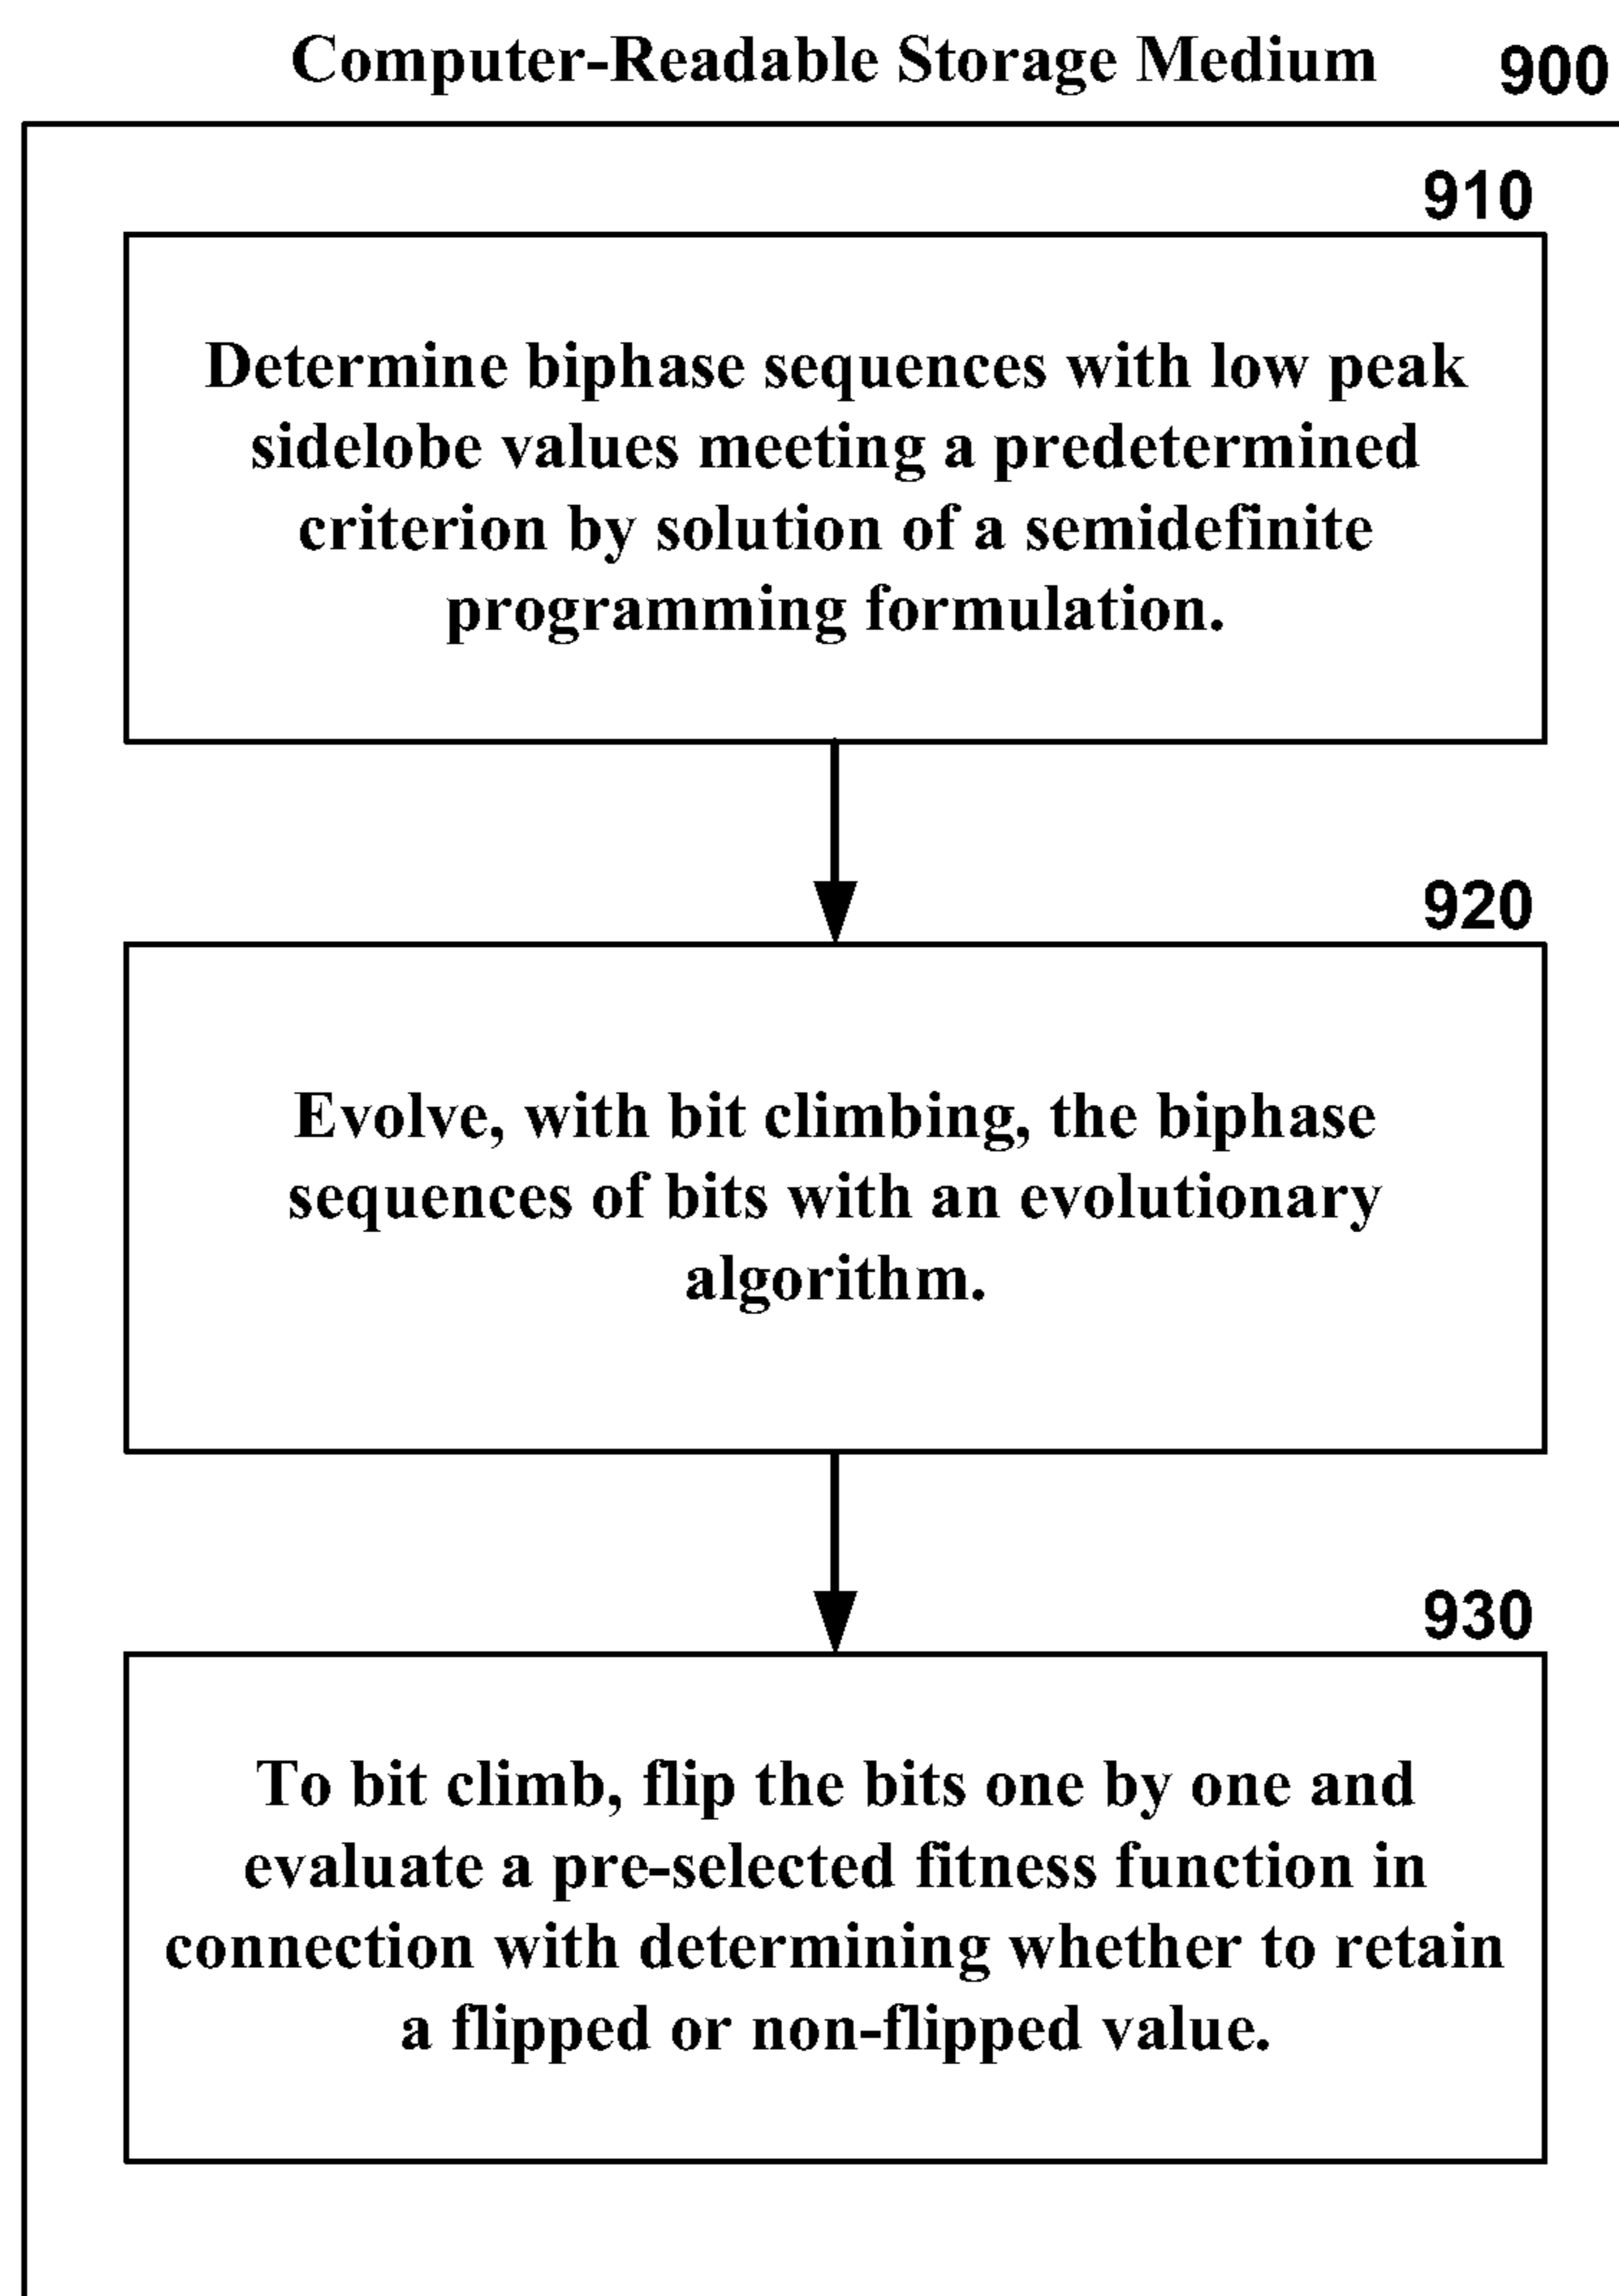 Computer-Readable Storage Medium 900
910
Determine biphase sequences with low peak
sidelobe values meeting a predetermined
criterion by solution of a semidefinite
programming formulation.
920
Evolve, with bit climbing, the biphase
sequences of bits with an evolutionary
algorithm.
930
To bit climb, flip the bits one by one and
evaluate a pre-selected fitness function in
connection with determining whether to retain
a flipped or non-flipped value.